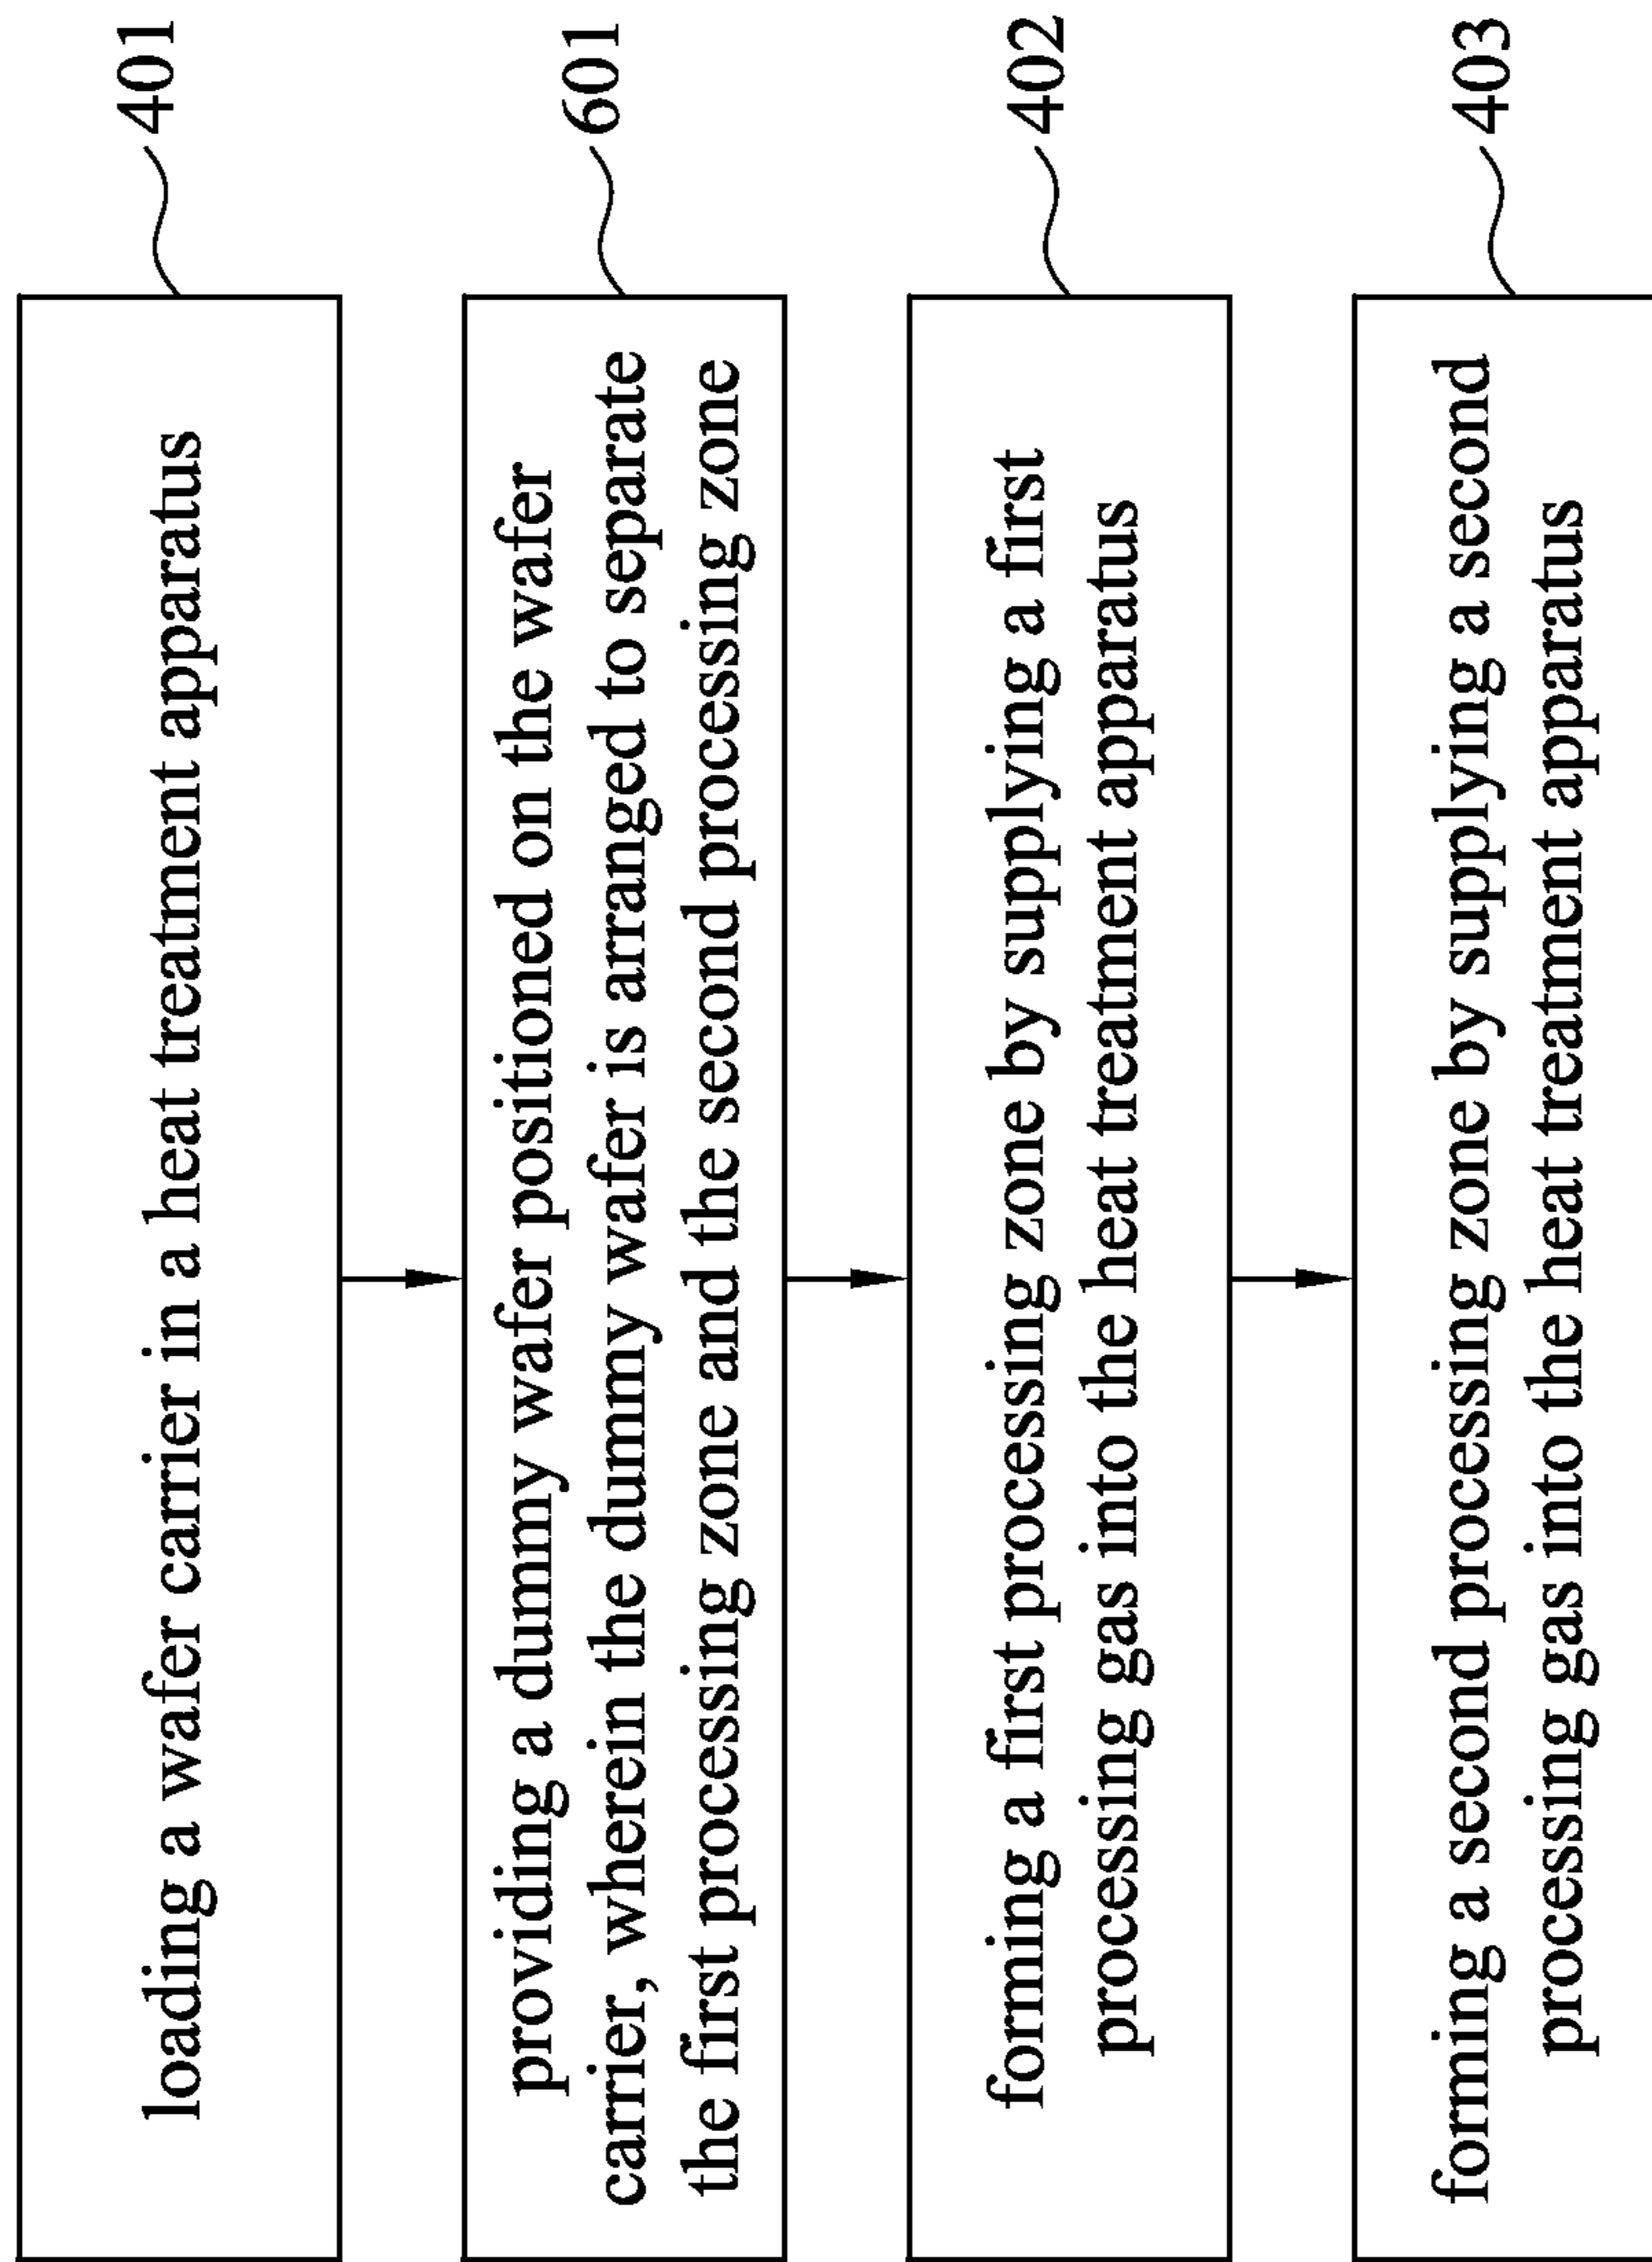 loading a wafer carrier in a heat treatment apparatus
401
providing a dummy wafer positioned on the wafer
carrier, wherein the dummy wafer is arranged to separate
the first processing zone and the second processing zone
601
forming a first processing zone by supplying a first
processing gas into the heat treatment apparatus
402
forming a second processing zone by supplying a second
processing gas into the heat treatment apparatus
403